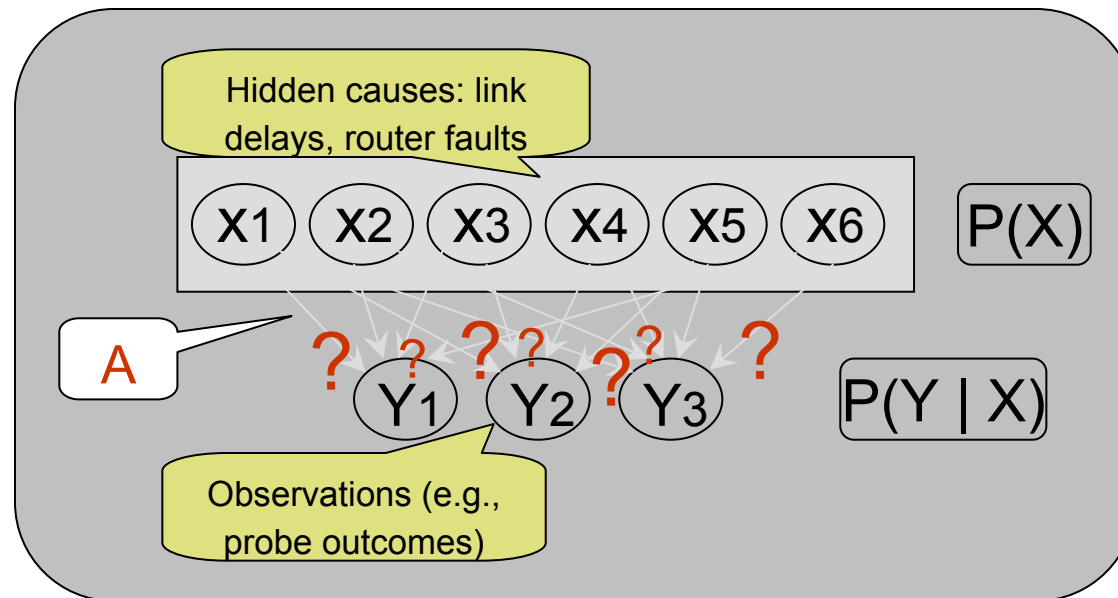 Hidden causes: link
delays, router faults
X1 X2 X3 X4 X5 X6 P(X)
A
? ? ? ? ? ? ?
Y1 Y2 Y3 P(Y | X)
Observations (e.g.,
probe outcomes)